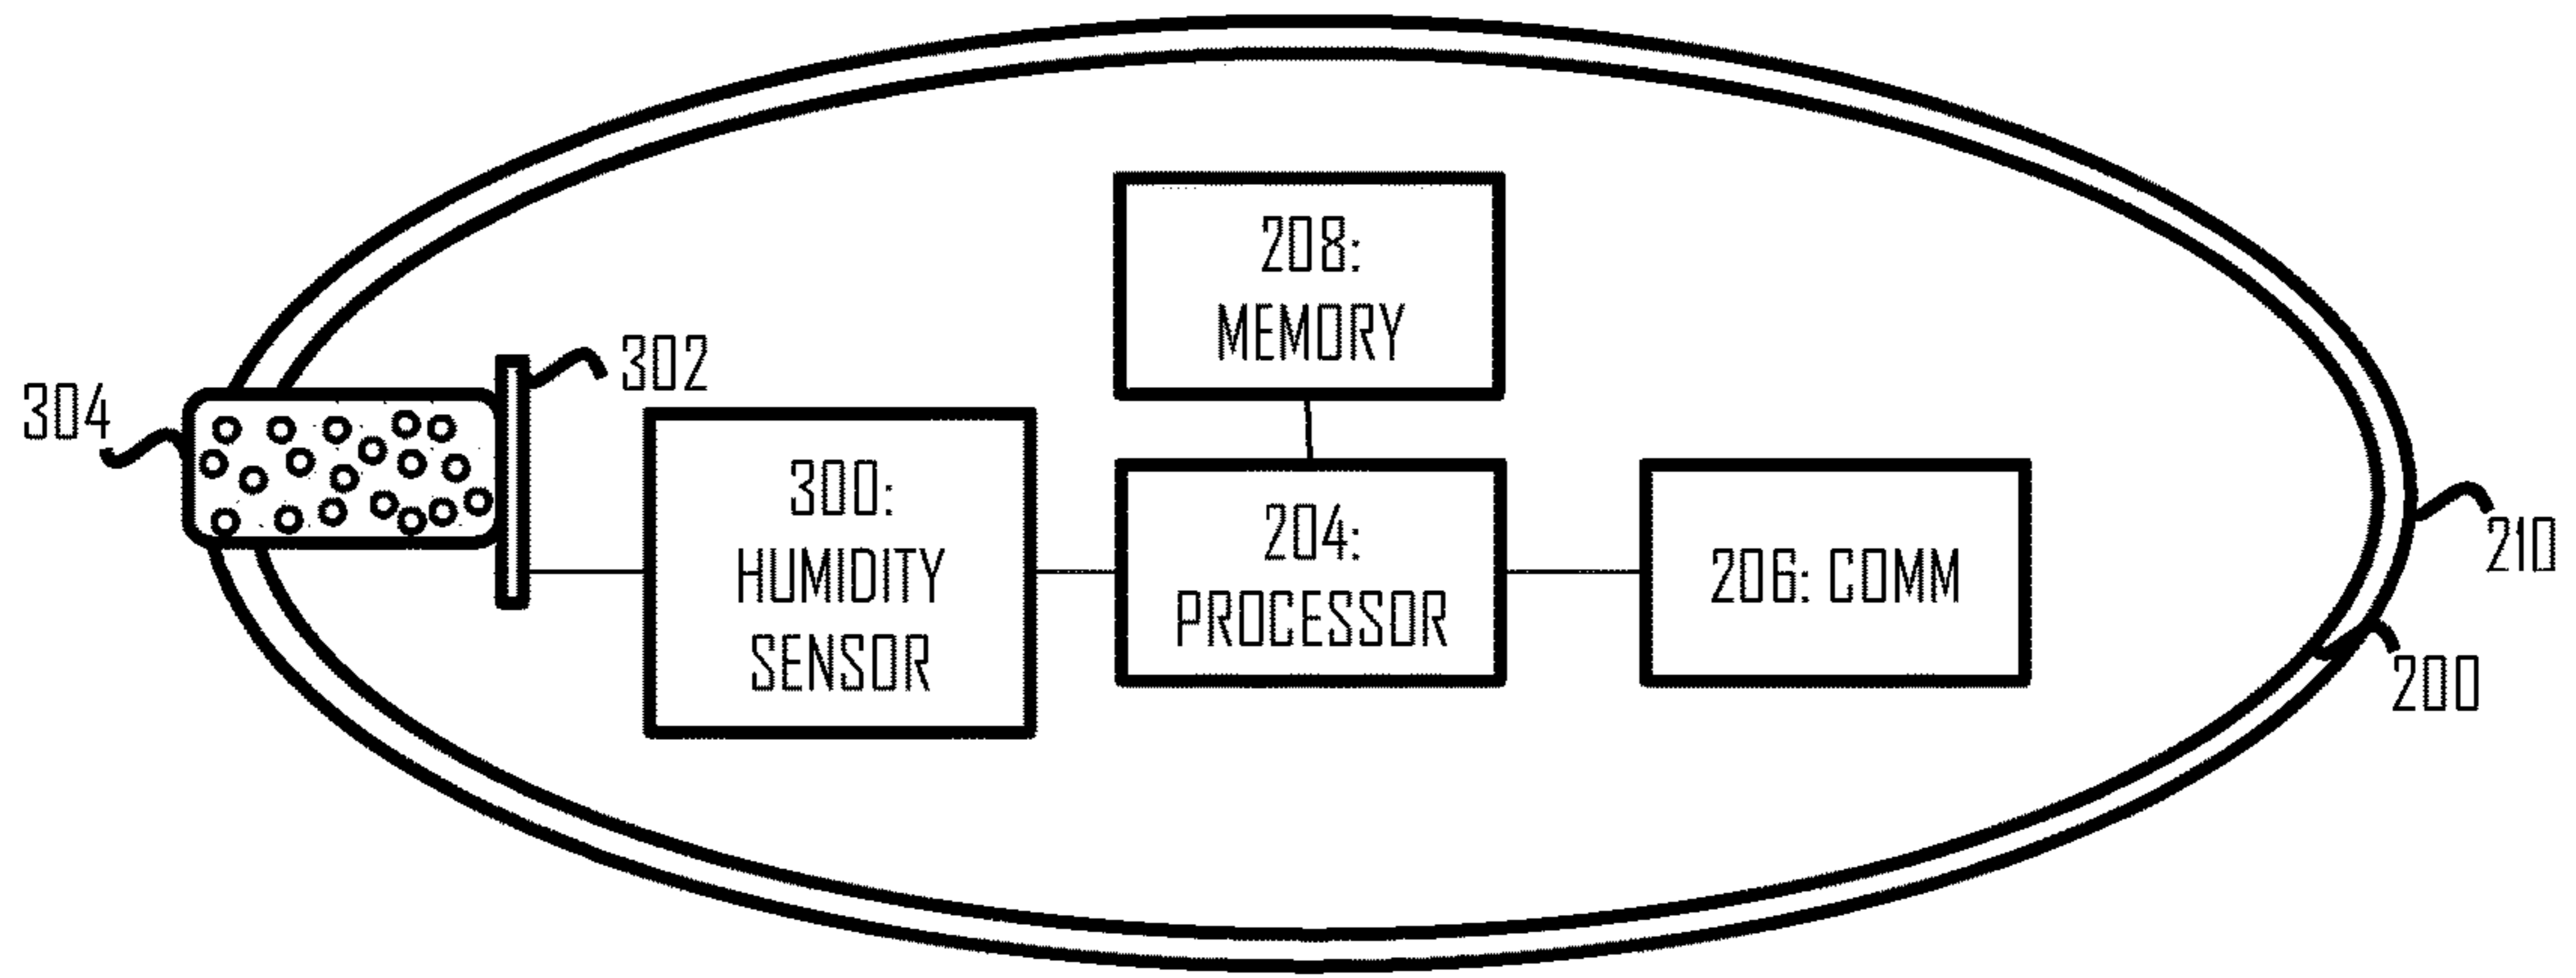 208:
MEMORY
302
304
300:
HUMIDITY
SENSOR
204:
PROCESSOR
206: COMM
210
200